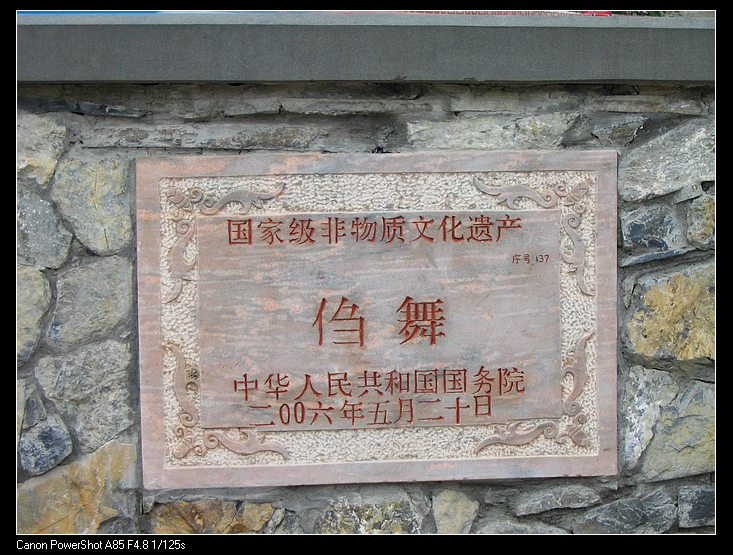 国家级非物质文化遗产
序号 137
㑇舞
中华人民共和国国务院
二00六年五月二十日
Canon PowerShot A85 F4.8 1/125s